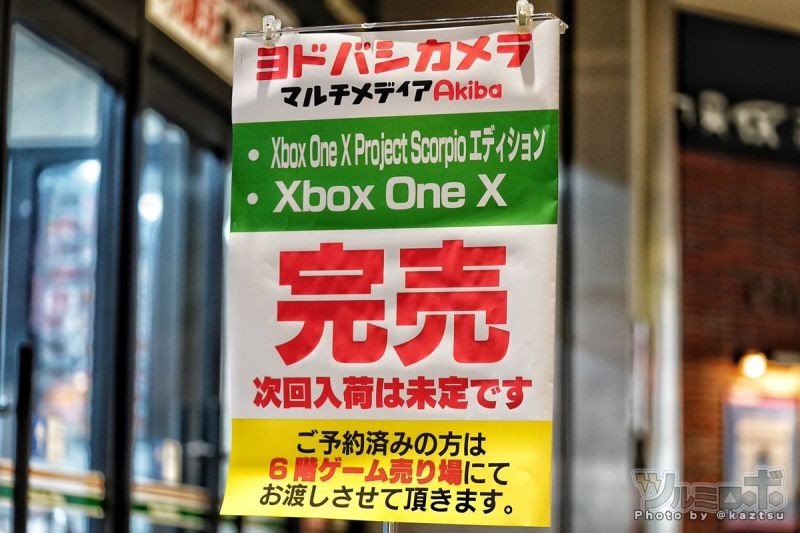 ヨドバシカメラ
マルチメディアAkiba
・Xbox One X Project Scorpio エディション
・Xbox One X
完売
次回入荷は未定です
ご予約済みの方は
6階ゲーム売り場にて
お渡しさせて頂きます。
ツルミロボ
Photo by @kaztsu